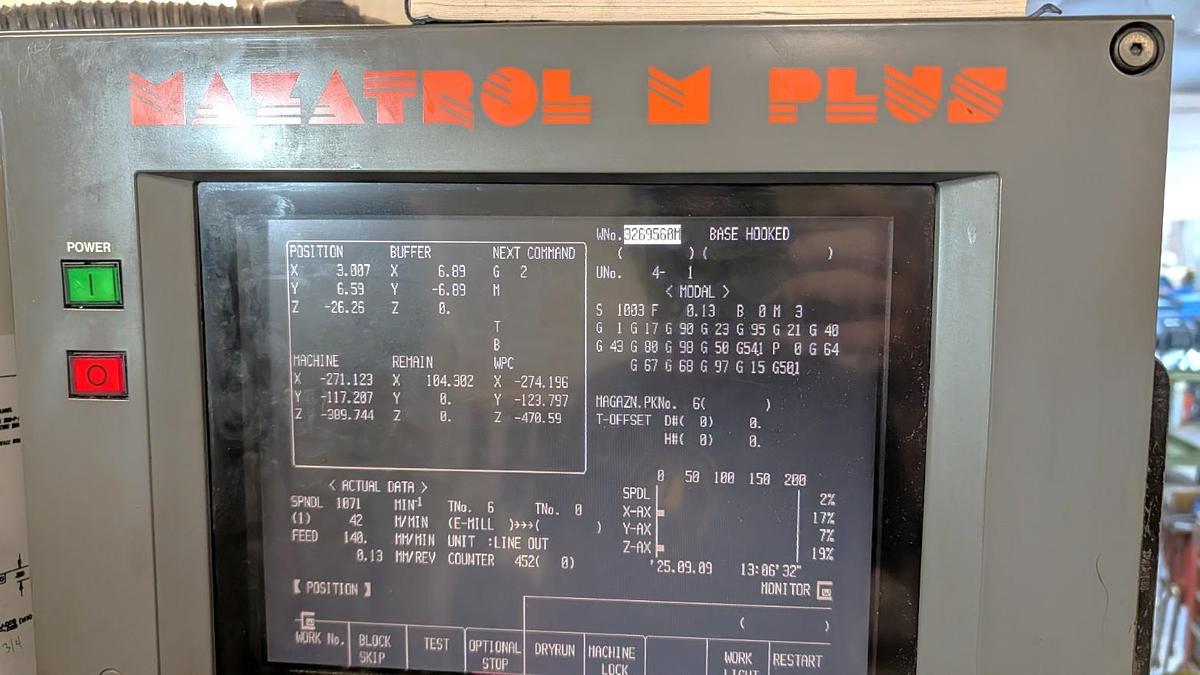 MAZATROL M PLUS
POWER
POSITION BUFFER NEXT COMMAND
X 3.007 X 6.89 G 2
Y 6.59 Y -6.89 M
Z -26.26 Z 0.
T
B
MACHINE REMAIN WPC
X -271.123 X 104.302 X -274.196
Y -117.207 Y 0. Y -123.797
Z -309.744 Z 0. Z -470.59
WNo. 3269560M BASE HOOKED
( ) ( )
UNo. 4- 1
< MODAL >
S 1003 F 0.13 B 0 M 3
G 1 G 17 G 90 G 23 G 95 G 21 G 40
G 43 G 80 G 98 G 50 G54.1 P 0 G 64
G 67 G 68 G 97 G 15 G50.1
MAGAZN.PKNo. 6( )
T-OFFSET D#( 0) 0.
H#( 0) 0.
< ACTUAL DATA >
SPNDL 1071 MIN-1 TNo. 6 TNo. 0
(1) 42 M/MIN (E-MILL )>>>( )
FEED 140. MM/MIN UNIT :LINE OUT
0.13 MM/REV COUNTER 452( 0)
0 50 100 150 200
SPDL 2%
X-AX 17%
Y-AX 7%
Z-AX 19%
'25.09.09 13:06'32"
【 POSITION 】
MONITOR
( )
WORK No. BLOCK SKIP TEST OPTIONAL STOP DRYRUN MACHINE LOCK WORK LIGHT RESTART